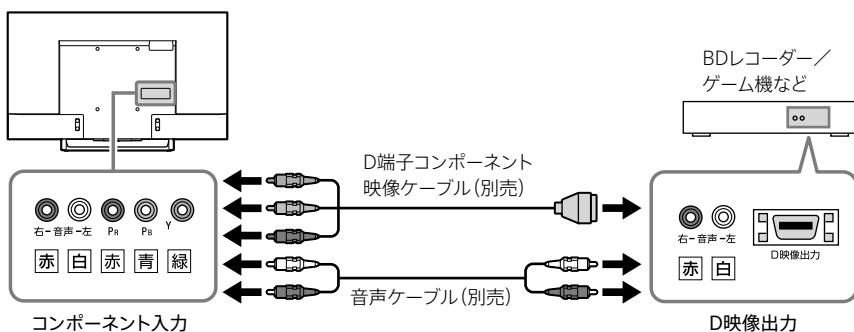 BDレコーダー／
ゲーム機など
D端子コンポーネント
映像ケーブル（別売）
右－音声－左 PR PB Y
赤 白 赤 青 緑
右－音声－左
D映像出力
赤 白
音声ケーブル（別売）
コンポーネント入力
D映像出力